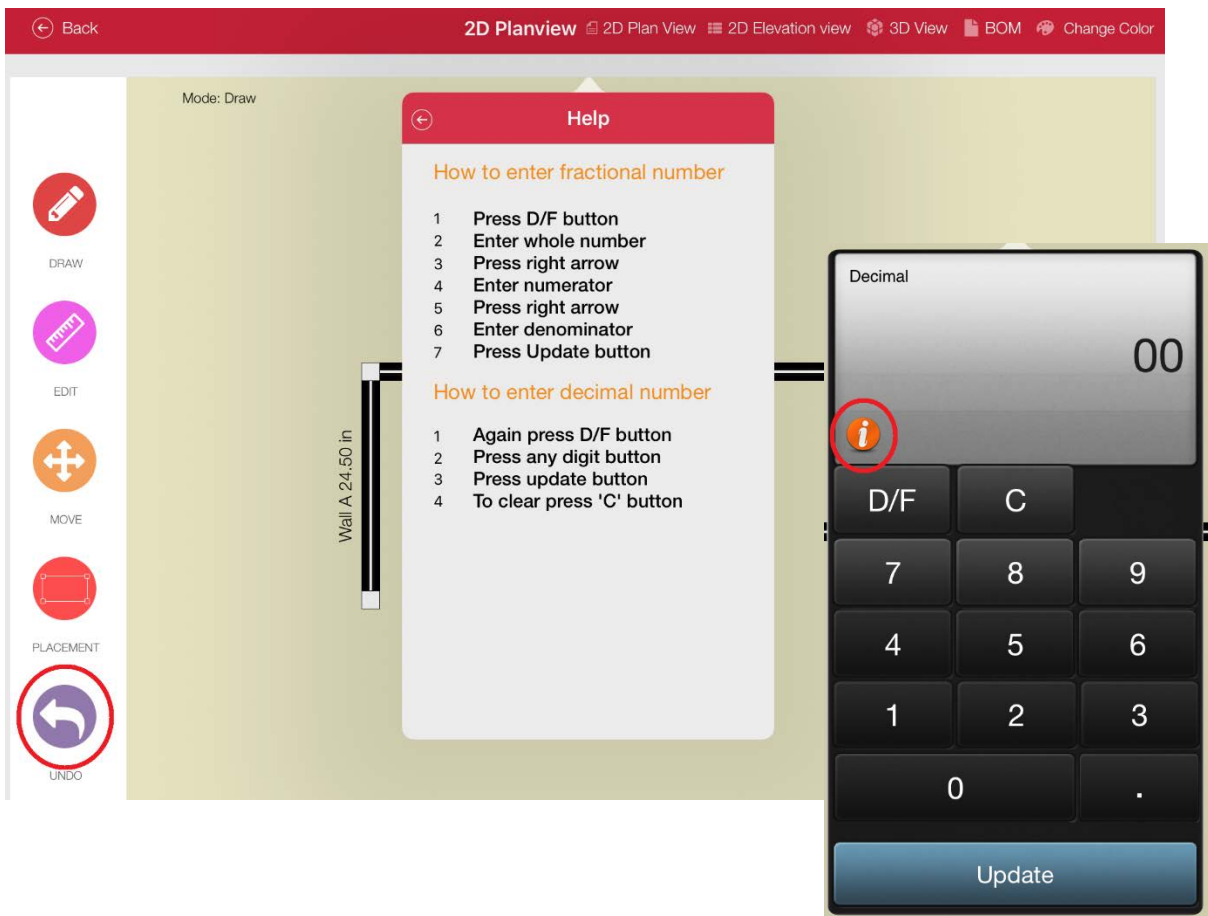 Back
2D Planview 2D Plan View 2D Elevation view 3D View BOM Change Color
Mode: Draw
DRAW
EDIT
MOVE
PLACEMENT
UNDO
Wall A 24.50 in
Help
How to enter fractional number
1 Press D/F button
2 Enter whole number
3 Press right arrow
4 Enter numerator
5 Press right arrow
6 Enter denominator
7 Press Update button
How to enter decimal number
1 Again press D/F button
2 Press any digit button
3 Press update button
4 To clear press 'C' button
Decimal
00
i
D/F C
7 8 9
4 5 6
1 2 3
0 .
Update